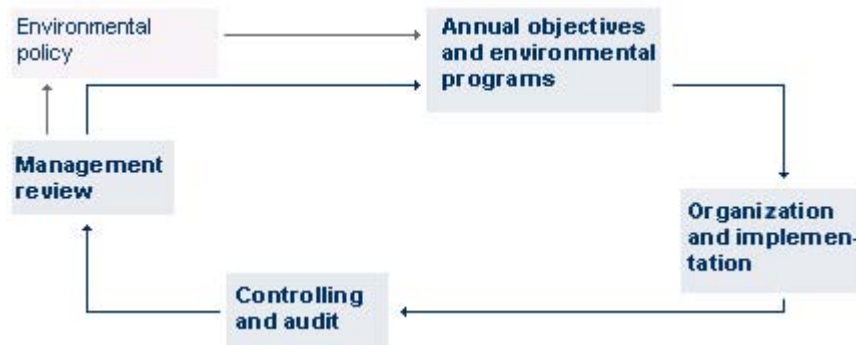 Environmental
policy
Annual objectives
and environmental
programs
Management
review
Organization
and implemen-
tation
Controlling
and audit